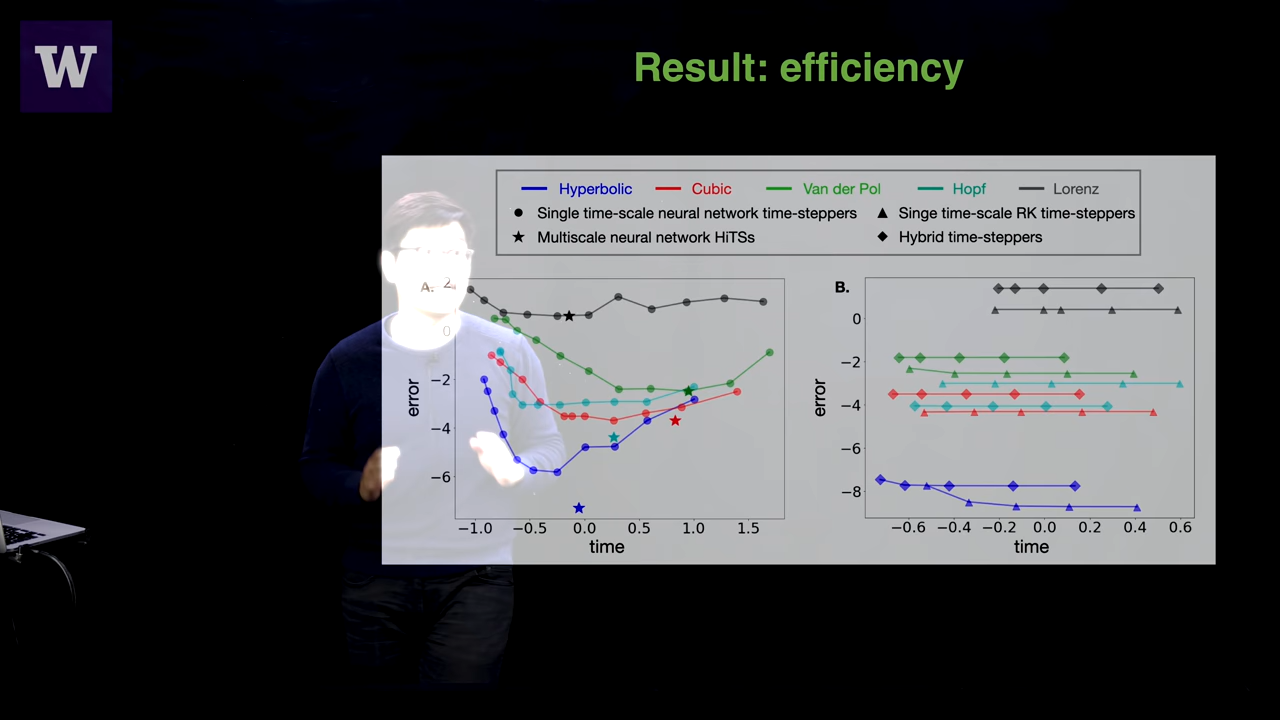 W
Result: efficiency
Hyperbolic Cubic Van der Pol Hopf Lorenz
Single time-scale neural network time-steppers Singe time-scale RK time-steppers
Multiscale neural network HiTSs Hybrid time-steppers
A.
error
2
0
−2
−4
−6
−1.0 −0.5 0.0 0.5 1.0 1.5
time
B.
error
0
−2
−4
−6
−8
−0.6 −0.4 −0.2 0.0 0.2 0.4 0.6
time